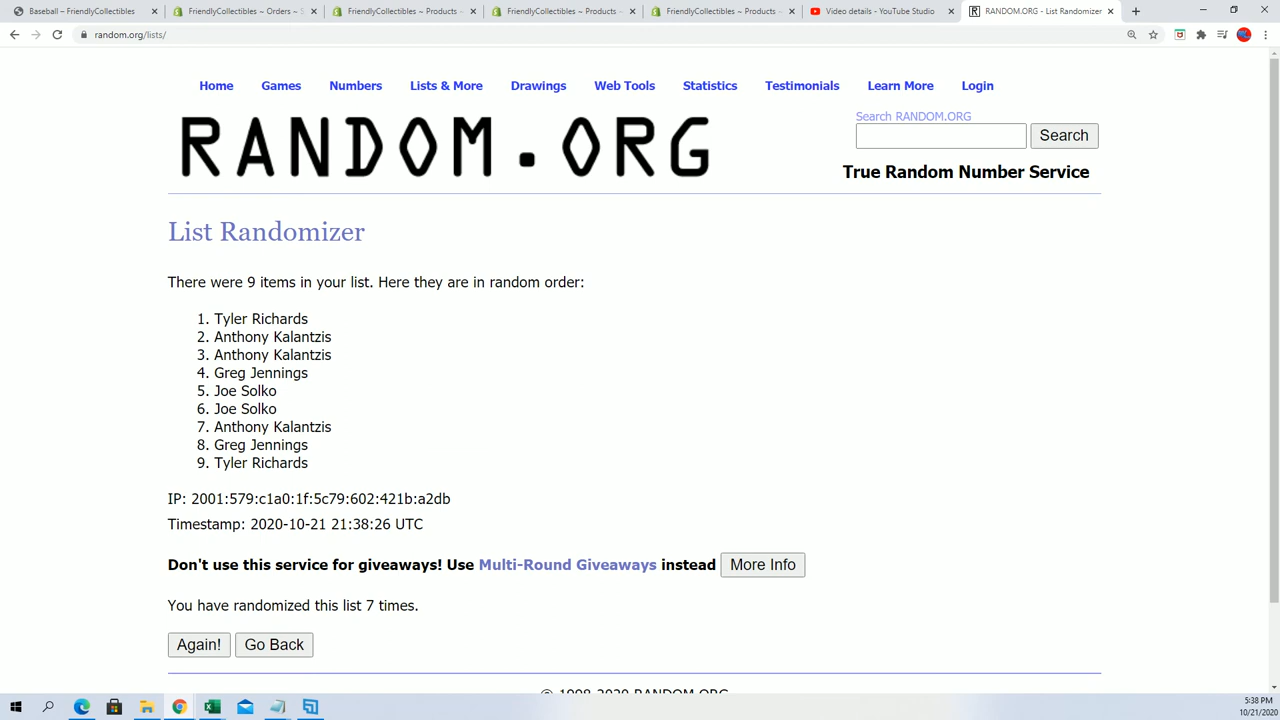 Baseball – FriendlyCollectibles
FriendlyCollectibles ~ Orders ~ S
FriendlyCollectibles ~ Products ~
FriendlyCollectibles ~ Products ~
FriendlyCollectibles ~ Products ~
Video details - YouTube Studio
RANDOM.ORG - List Randomizer
random.org/lists/
Home Games Numbers Lists & More Drawings Web Tools Statistics Testimonials Learn More Login
RANDOM.ORG
Search RANDOM.ORG
Search
True Random Number Service
List Randomizer
There were 9 items in your list. Here they are in random order:
1. Tyler Richards
2. Anthony Kalantzis
3. Anthony Kalantzis
4. Greg Jennings
5. Joe Solko
6. Joe Solko
7. Anthony Kalantzis
8. Greg Jennings
9. Tyler Richards
IP: 2001:579:c1a0:1f:5c79:602:421b:a2db
Timestamp: 2020-10-21 21:38:26 UTC
Don't use this service for giveaways! Use Multi-Round Giveaways instead More Info
You have randomized this list 7 times.
Again! Go Back
© 1998-2020 RANDOM.ORG
5:38 PM
10/21/2020